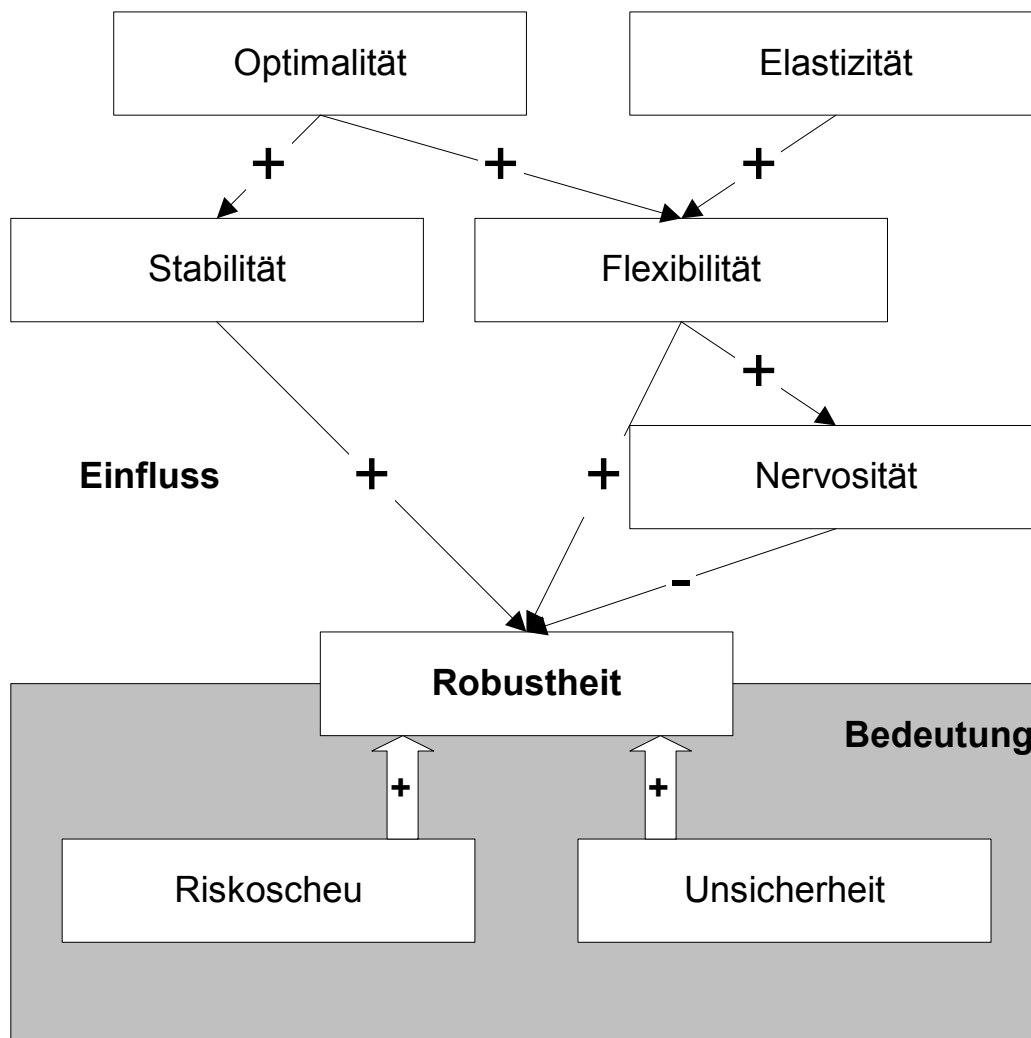 Optimalität
Elastizität
+
+
+
Stabilität
Flexibilität
+
Einfluss
+
+
Nervosität
-
Robustheit
Bedeutung
+
+
Riskoscheu
Unsicherheit